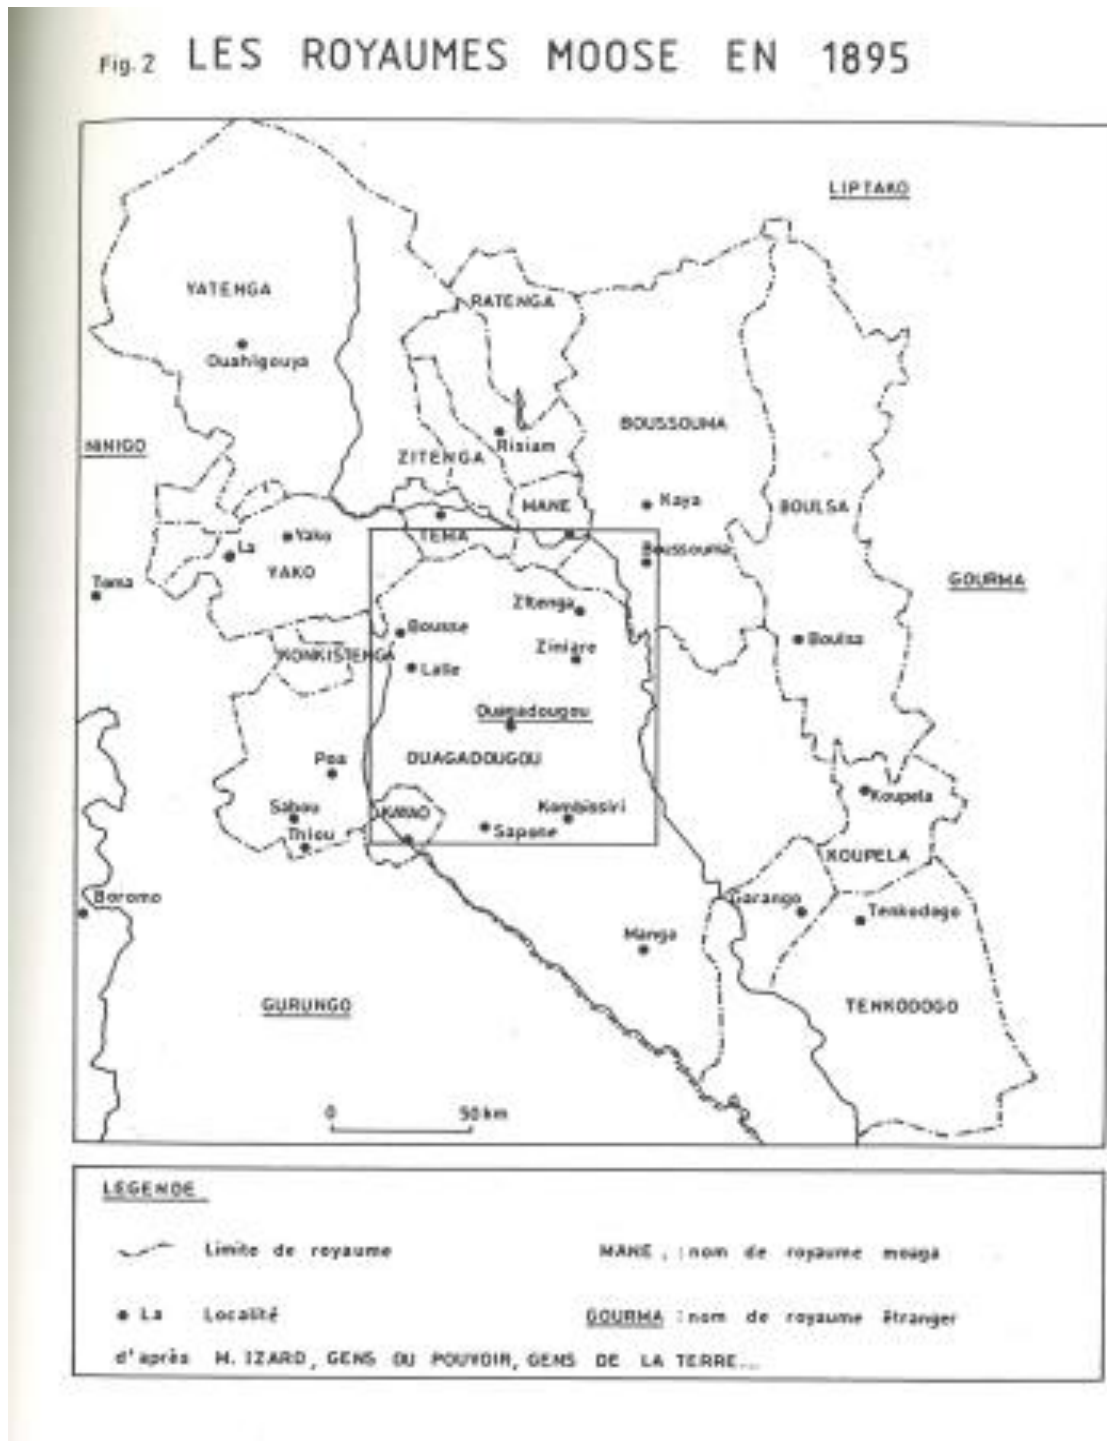 Fig. 2 LES ROYAUMES MOOSE EN 1895
LIPTAKO
YATENGA
RATENGA
Ouahigouya
BOUSSOUMA
NINIGO
Risiam
ZITENGA
MANE
Kaya
BOULSA
Yako
TEMA
La
Boussouma
YAKO
GOURMA
Toma
Zitenga
Bousse
Boulsa
Ziniare
KONKISTENGA
Lalle
Ouagadougou
Poa
OUAGADOUGOU
Koupela
Sabou
Kombissiri
Thiou
Sapone
KOUPELA
Boromo
Garango
Tenkodogo
Manga
GURUNGO
TENKODOGO
0 50 km
LEGENDE
Limite de royaume
MANE : nom de royaume moaga
La Localité
GOURMA : nom de royaume étranger
d'après M. IZARD, GENS DU POUVOIR, GENS DE LA TERRE...